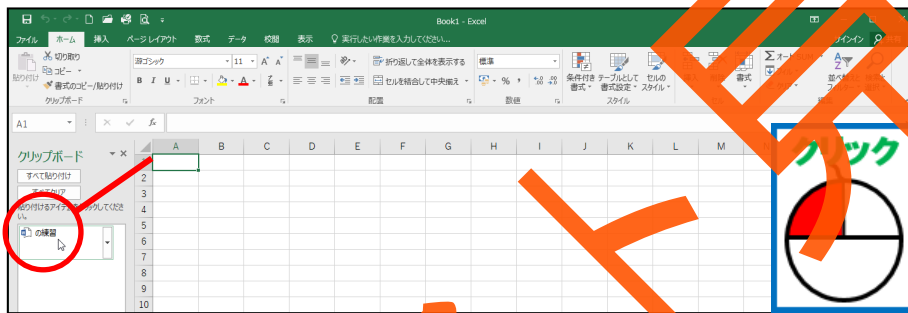 Book1 - Excel
サインイン
ファイル ホーム 挿入 ページ レイアウト 数式 データ 校閲 表示 実行したい作業を入力してください...
切り取り
コピー
書式のコピー/貼り付け
貼り付け
クリップボード
游ゴシック 11
B I U
フォント
折り返して全体を表示する
セルを結合して中央揃え
配置
標準
%
数値
条件付き 書式
テーブルとして 書式設定
セルの スタイル
スタイル
書式
A1 fx
クリップボード
すべて貼り付け
すべてクリア
の練習
A B C D E F G H I J K L M
2
3
4
5
6
7
8
9
10
クリック